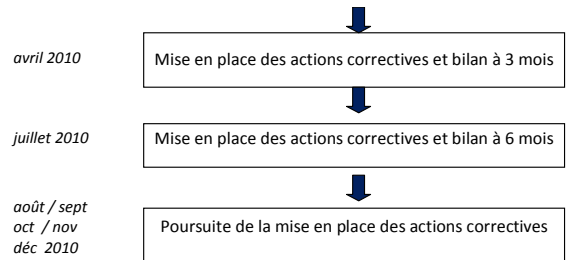 avril 2010
Mise en place des actions correctives et bilan à 3 mois
juillet 2010
Mise en place des actions correctives et bilan à 6 mois
août / sept
oct / nov
déc 2010
Poursuite de la mise en place des actions correctives